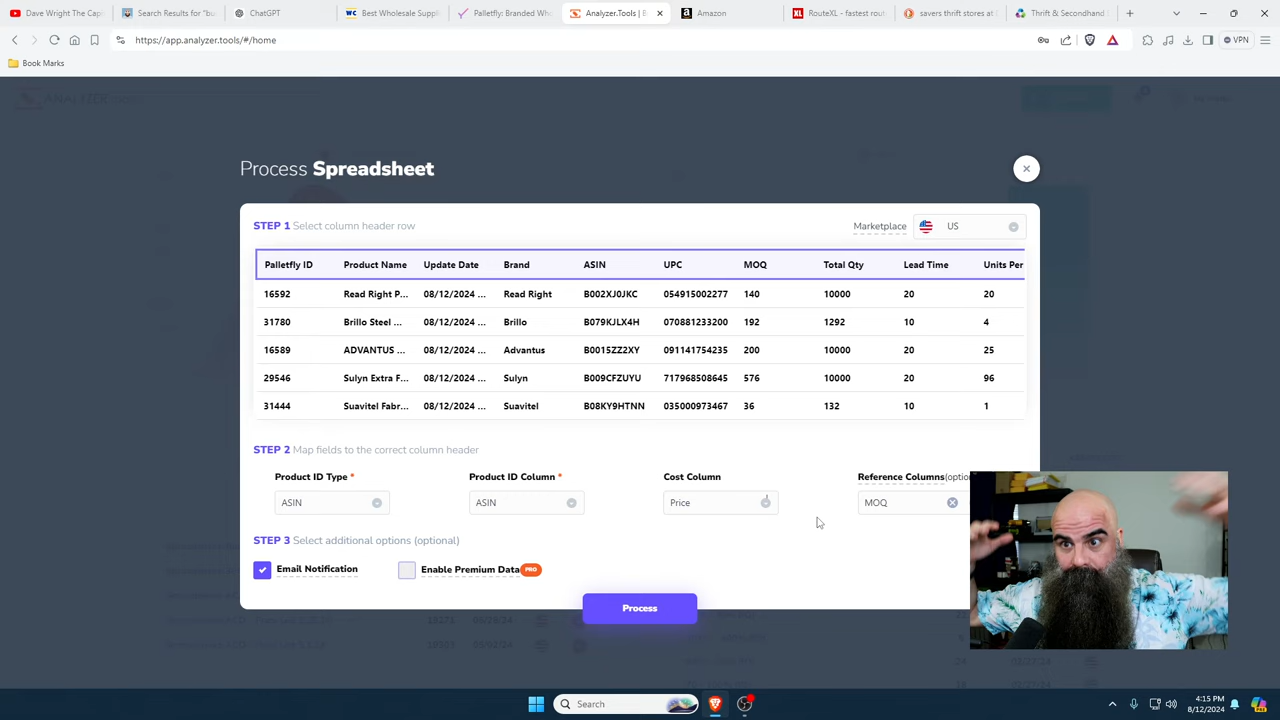 Dave Wright The Cap
Search Results For "bu
ChatGPT
Best Wholesale Suppl
Palletfly: Branded Who
Analyzer.Tools | B
Amazon
RouteXL - fastest route
savers thrift stores at
Thrift & Secondhand
https://app.analyzer.tools/#/home
VPN
Book Marks
Process Spreadsheet
STEP 1 Select column header row
Marketplace US
Palletfly ID Product Name Update Date Brand ASIN UPC MOQ Total Qty Lead Time Units Per
16592 Read Right P... 08/12/2024 ... Read Right B002XJ0JKC 054915002277 140 10000 20 20
31780 Brillo Steel ... 08/12/2024 ... Brillo B079KJLX4H 070881233200 192 1292 10 4
16589 ADVANTUS ... 08/12/2024 ... Advantus B0015ZZ2XY 091141754235 200 10000 20 25
29546 Sulyn Extra F... 08/12/2024 ... Sulyn B009CFZUYU 717968508645 576 10000 20 96
31444 Suavitel Fabr... 08/12/2024 ... Suavitel B08KY9HTNN 035000973467 36 132 10 1
STEP 2 Map fields to the correct column header
Product ID Type * Product ID Column * Cost Column Reference Columns(optio
ASIN ASIN Price MOQ
STEP 3 Select additional options (optional)
Email Notification Enable Premium Data PRO
Process
Search
4:15 PM
8/12/2024